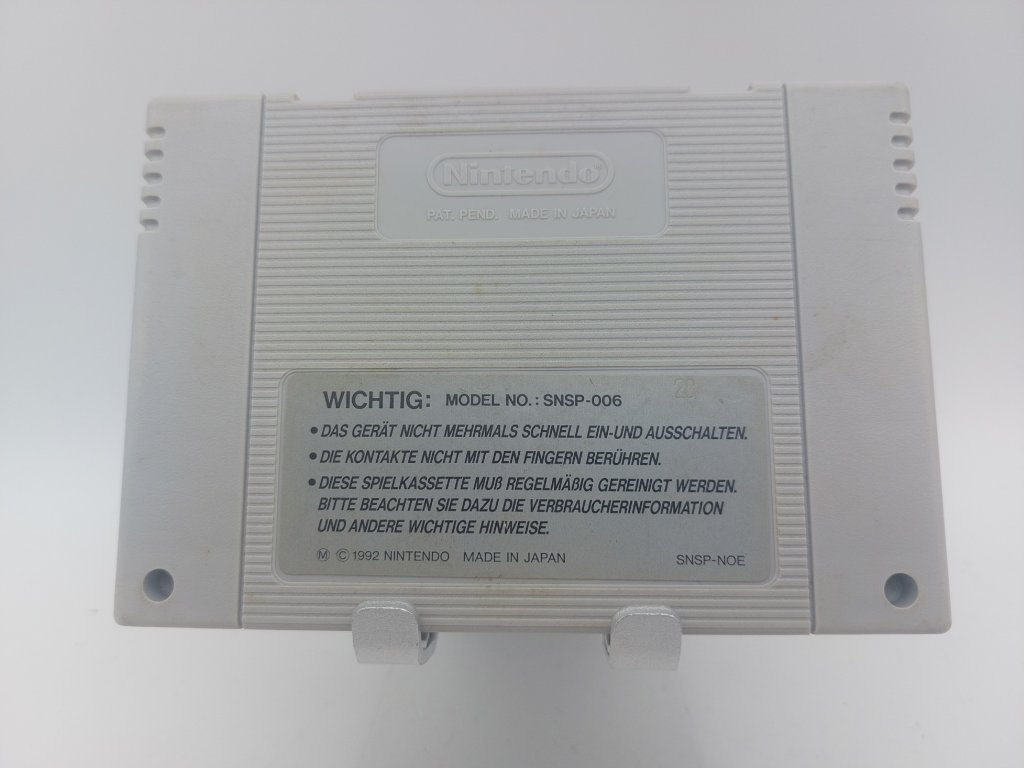 Nintendo®
PAT. PEND. MADE IN JAPAN
WICHTIG: MODEL NO.: SNSP-006
• DAS GERÄT NICHT MEHRMALS SCHNELL EIN-UND AUSSCHALTEN.
• DIE KONTAKTE NICHT MIT DEN FINGERN BERÜHREN.
• DIESE SPIELKASSETTE MUß REGELMÄßIG GEREINIGT WERDEN.
BITTE BEACHTEN SIE DAZU DIE VERBRAUCHERINFORMATION
UND ANDERE WICHTIGE HINWEISE.
Ⓜ © 1992 NINTENDO MADE IN JAPAN SNSP-NOE